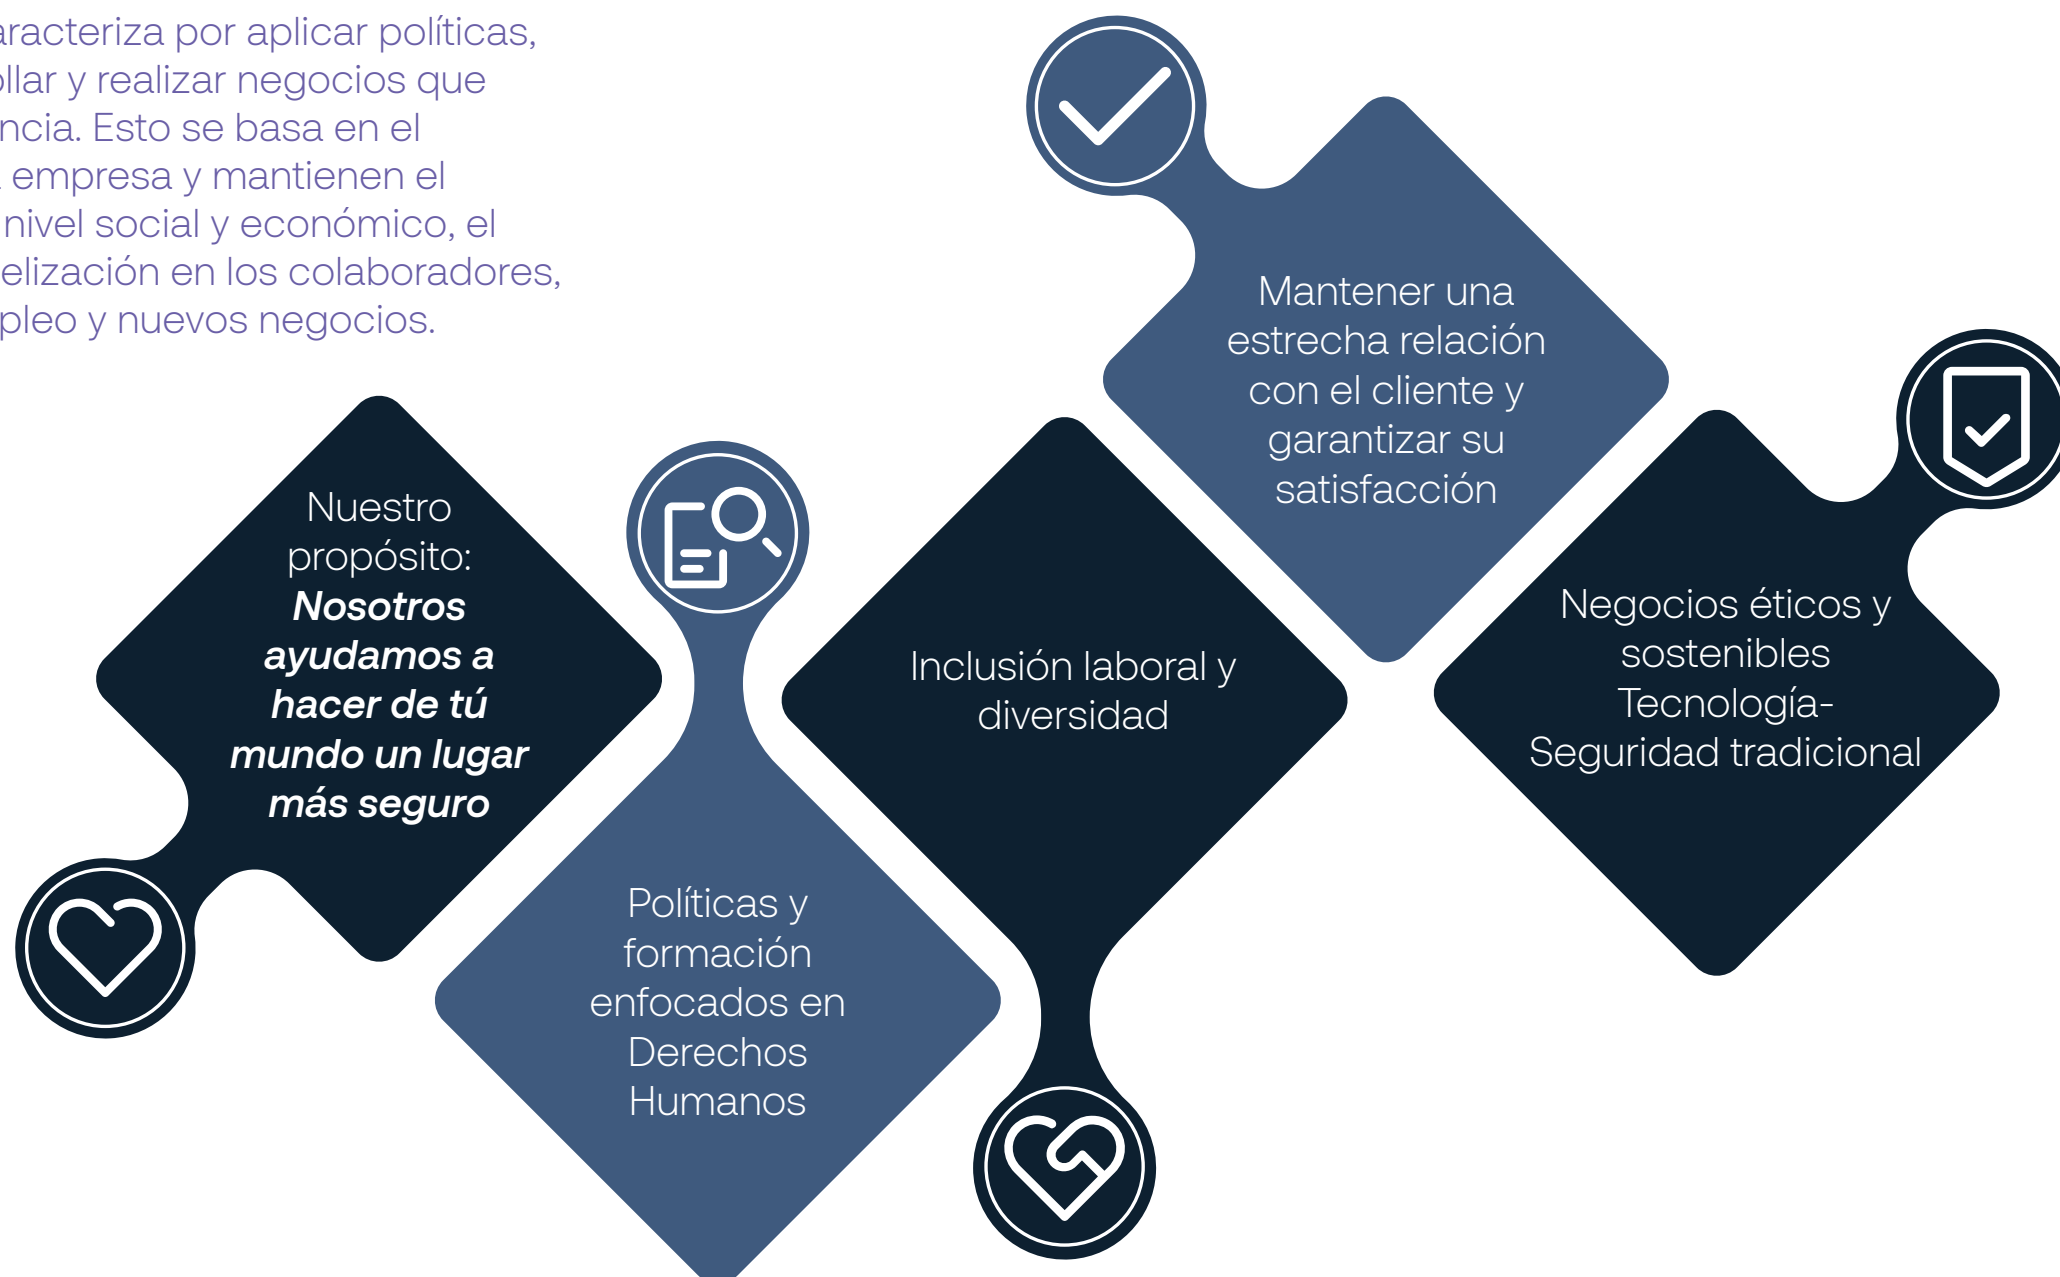 aracteriza por aplicar políticas,
ollar y realizar negocios que
ncia. Esto se basa en el
empresa y mantienen el
nivel social y económico, el
elización en los colaboradores,
pleo y nuevos negocios.
Nuestro
propósito:
Nosotros
ayudamos a
hacer de tú
mundo un lugar
más seguro
Políticas y
formación
enfocados en
Derechos
Humanos
Inclusión laboral y
diversidad
Mantener una
estrecha relación
con el cliente y
garantizar su
satisfacción
Negocios éticos y
sostenibles
Tecnología-
Seguridad tradicional